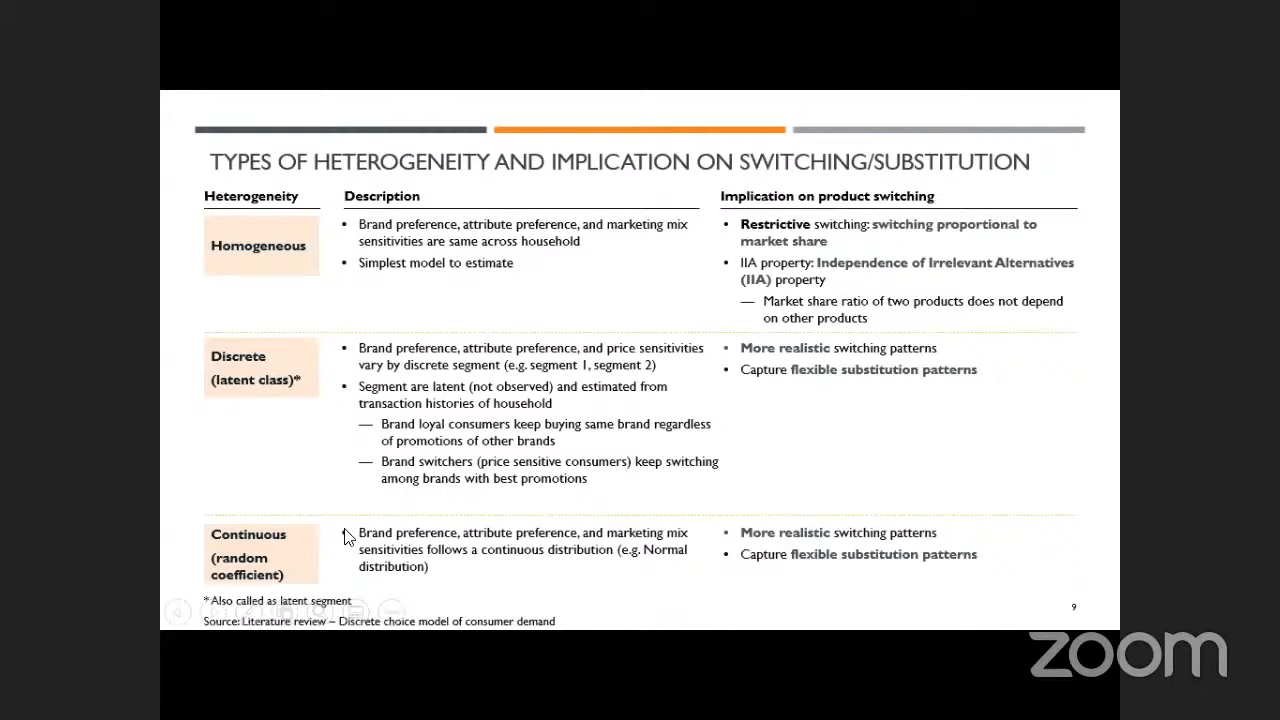 TYPES OF HETEROGENEITY AND IMPLICATION ON SWITCHING/SUBSTITUTION
Heterogeneity
Description
Implication on product switching
Homogeneous
• Brand preference, attribute preference, and marketing mix
sensitivities are same across household
• Simplest model to estimate
• Restrictive switching: switching proportional to
market share
• IIA property: Independence of Irrelevant Alternatives
(IIA) property
— Market share ratio of two products does not depend
on other products
Discrete
(latent class)*
• Brand preference, attribute preference, and price sensitivities
vary by discrete segment (e.g. segment 1, segment 2)
• Segment are latent (not observed) and estimated from
transaction histories of household
— Brand loyal consumers keep buying same brand regardless
of promotions of other brands
— Brand switchers (price sensitive consumers) keep switching
among brands with best promotions
• More realistic switching patterns
• Capture flexible substitution patterns
Continuous
(random
coefficient)
• Brand preference, attribute preference, and marketing mix
sensitivities follows a continuous distribution (e.g. Normal
distribution)
• More realistic switching patterns
• Capture flexible substitution patterns
* Also called as latent segment
Source: Literature review – Discrete choice model of consumer demand
9
zoom